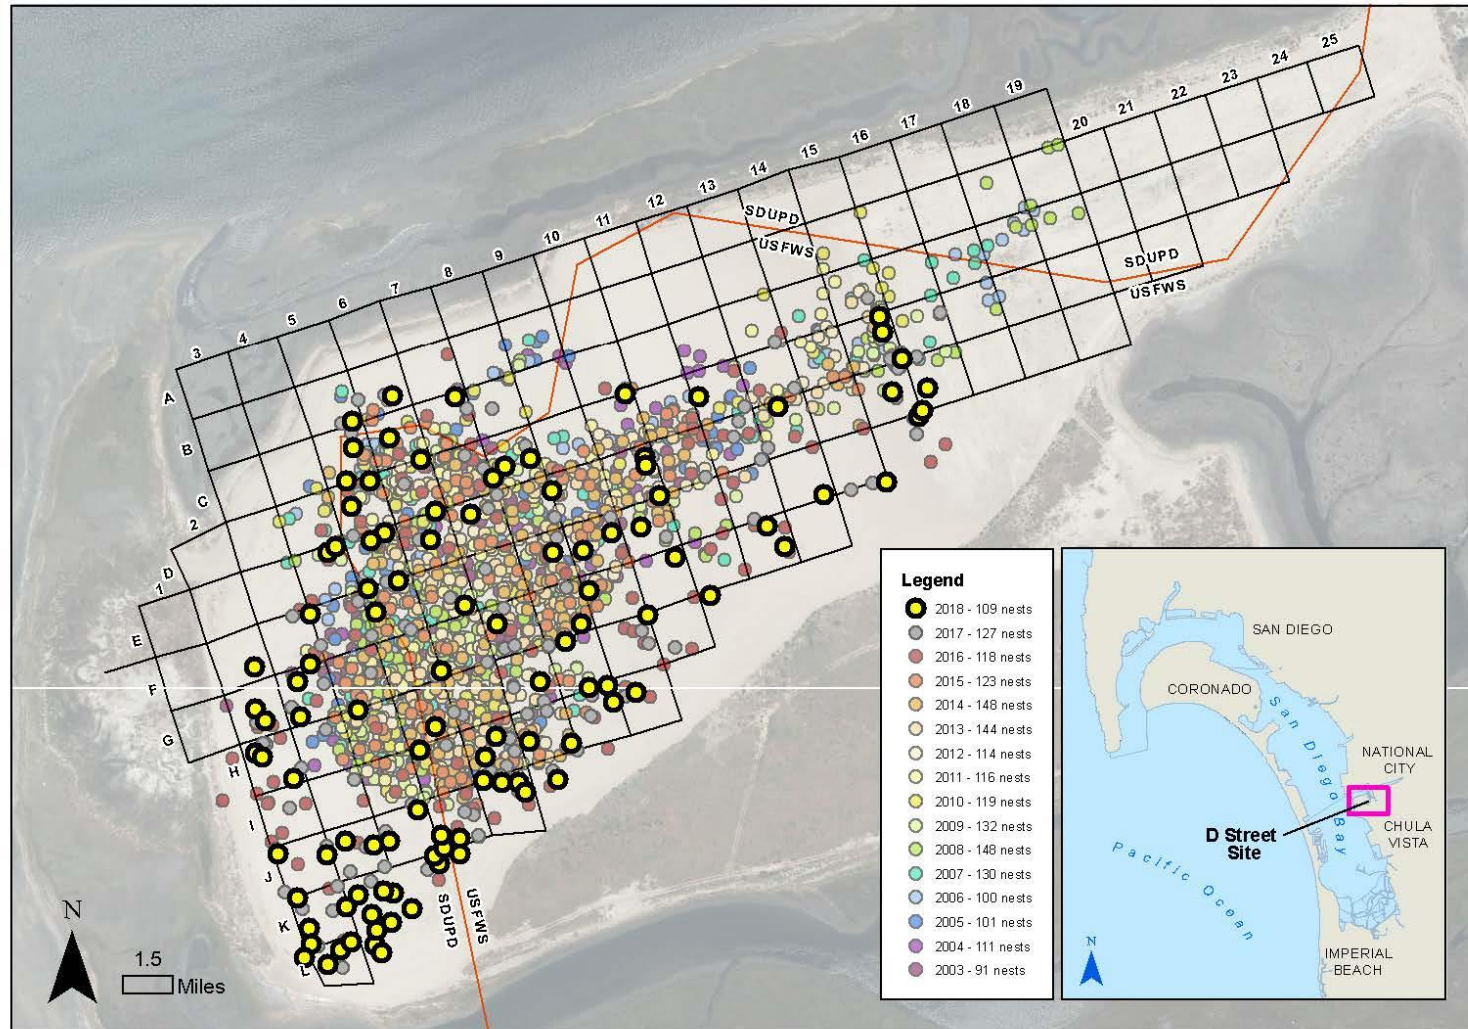 25
24
23
22
21
20
19
18
17
16
15
14
13
12
11
10
9
8
7
6
5
4
3
A
B
C
2
D
1
E
F
G
H
I
J
K
L
SDUPD
USFWS
SDUPD
USFWS
SDUPD
USFWS
N
1.5
Miles
Legend
2018 - 109 nests
2017 - 127 nests
2016 - 118 nests
2015 - 123 nests
2014 - 148 nests
2013 - 144 nests
2012 - 114 nests
2011 - 116 nests
2010 - 119 nests
2009 - 132 nests
2008 - 148 nests
2007 - 130 nests
2006 - 100 nests
2005 - 101 nests
2004 - 111 nests
2003 - 91 nests
SAN DIEGO
CORONADO
San Diego Bay
NATIONAL
CITY
CHULA
VISTA
D Street
Site
Pacific Ocean
IMPERIAL
BEACH
N